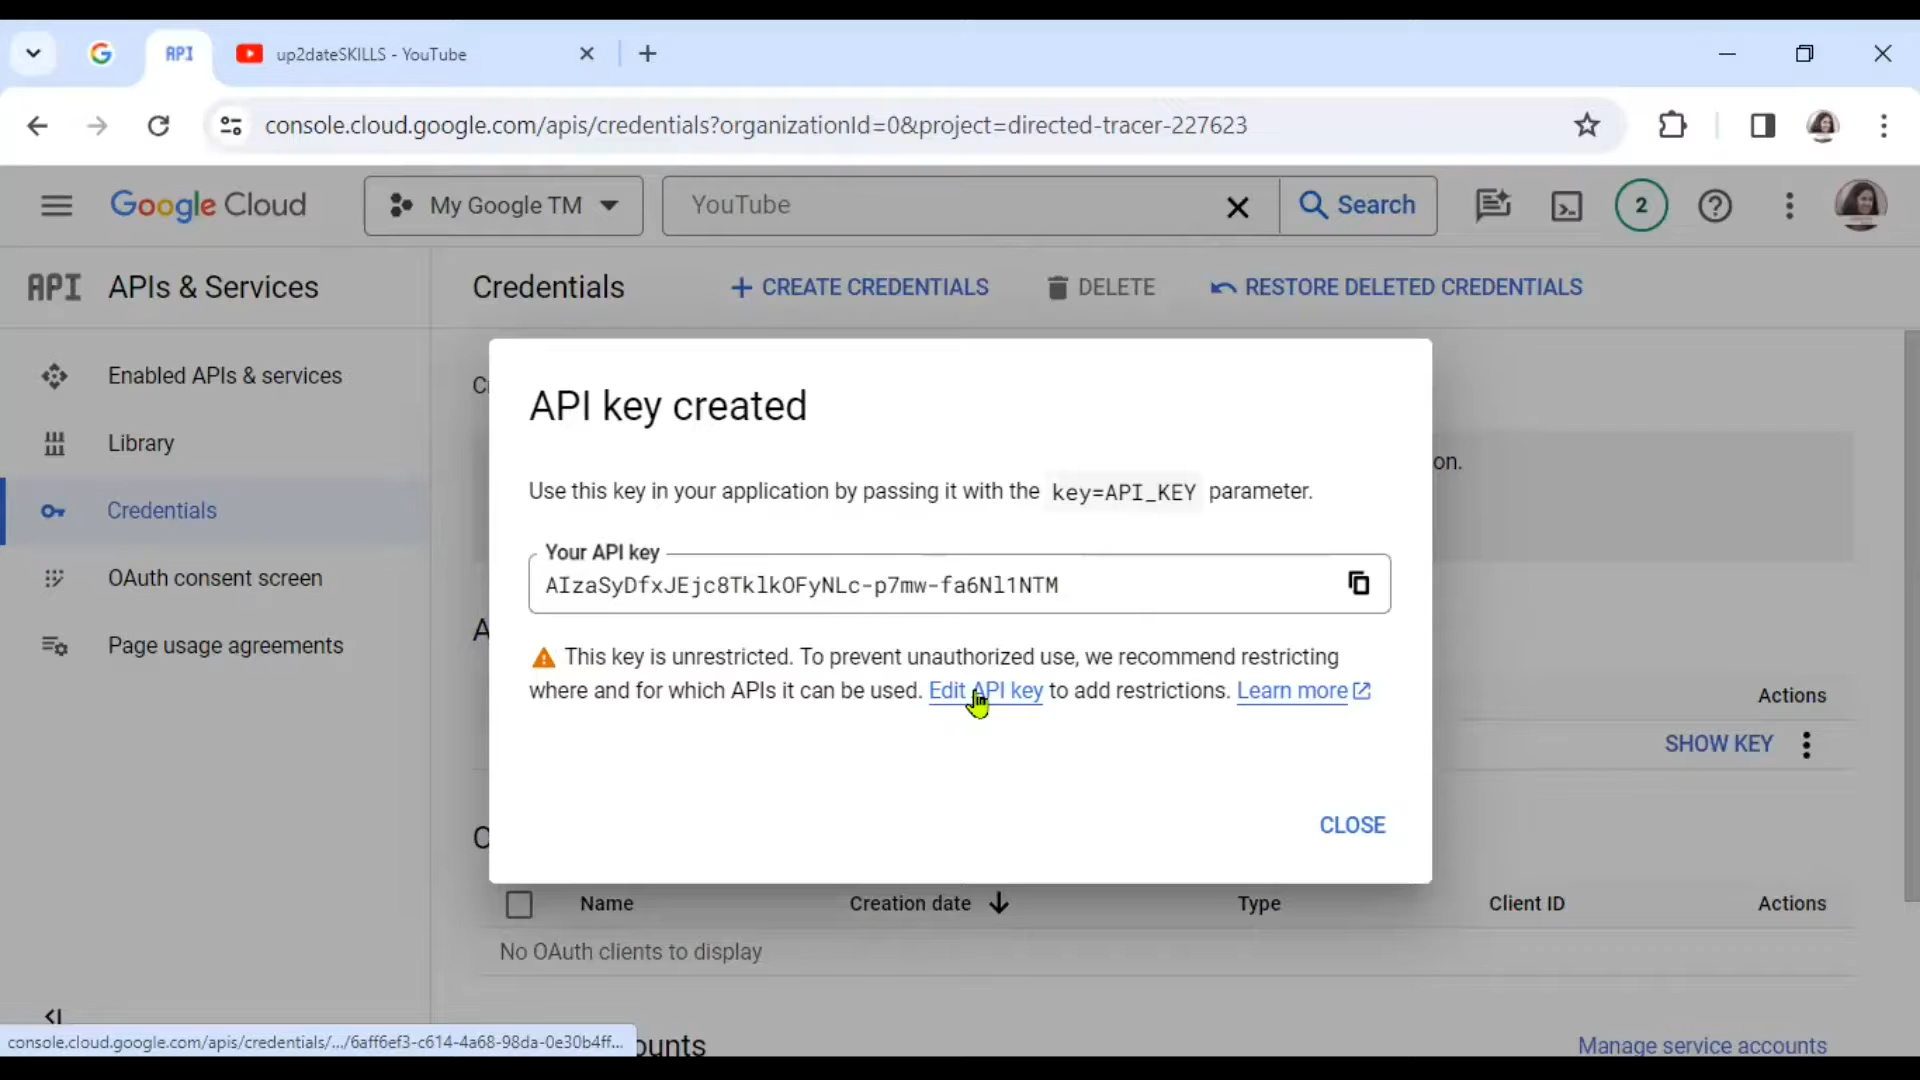 API
up2dateSKILLS - YouTube
console.cloud.google.com/apis/credentials?organizationId=0&project=directed-tracer-227623
Google Cloud
My Google TM
YouTube
Search
2
API
APIs & Services
Credentials
CREATE CREDENTIALS
DELETE
RESTORE DELETED CREDENTIALS
Enabled APIs & services
Library
Credentials
OAuth consent screen
Page usage agreements
API key created
on.
Use this key in your application by passing it with the key=API_KEY parameter.
Your API key
AIzaSyDfxJEjc8TklkOFyNLc-p7mw-fa6Nl1NTM
This key is unrestricted. To prevent unauthorized use, we recommend restricting
where and for which APIs it can be used. Edit API key to add restrictions. Learn more
Actions
SHOW KEY
CLOSE
Name
Creation date
Type
Client ID
Actions
No OAuth clients to display
console.cloud.google.com/apis/credentials/.../6aff6ef3-c614-4a68-98da-0e30b4ff...
ounts
Manage service accounts